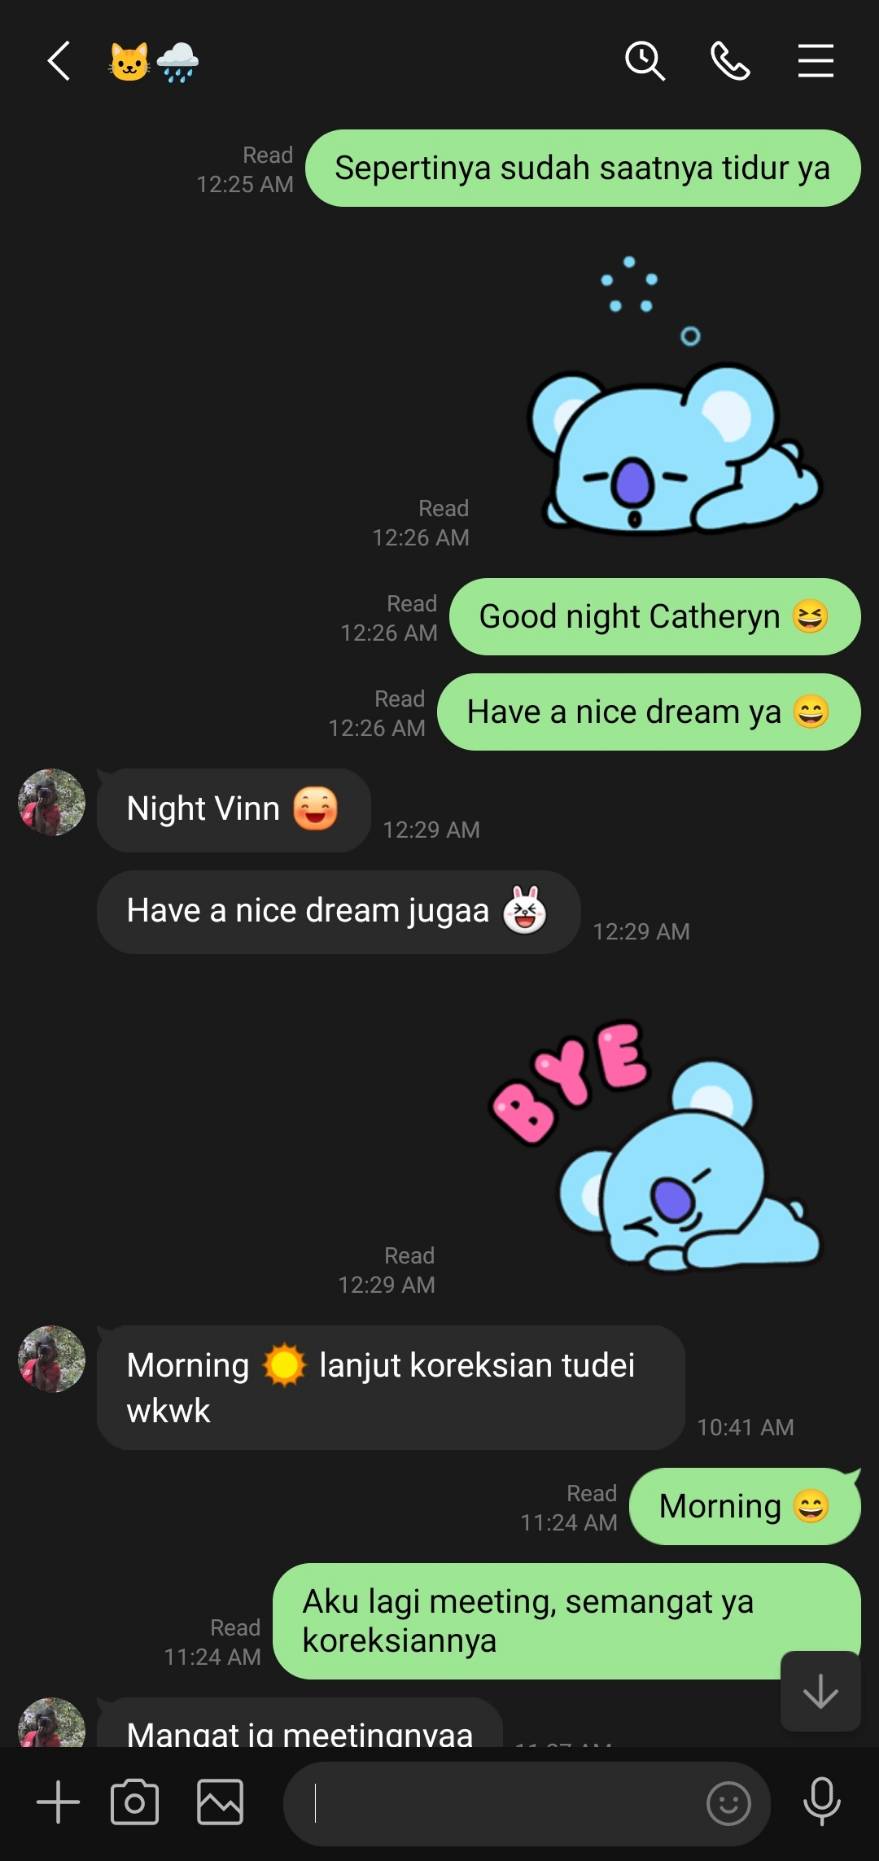 Read
12:25 AM
Sepertinya sudah saatnya tidur ya
Read
12:26 AM
Read
12:26 AM
Good night Catheryn 😆
Read
12:26 AM
Have a nice dream ya 😄
Night Vinn
12:29 AM
Have a nice dream jugaa
12:29 AM
BYE
Read
12:29 AM
Morning ☀ lanjut koreksian tudei
wkwk
10:41 AM
Read
11:24 AM
Morning 😄
Read
11:24 AM
Aku lagi meeting, semangat ya
koreksiannya
Mangat jg meetingnyaa